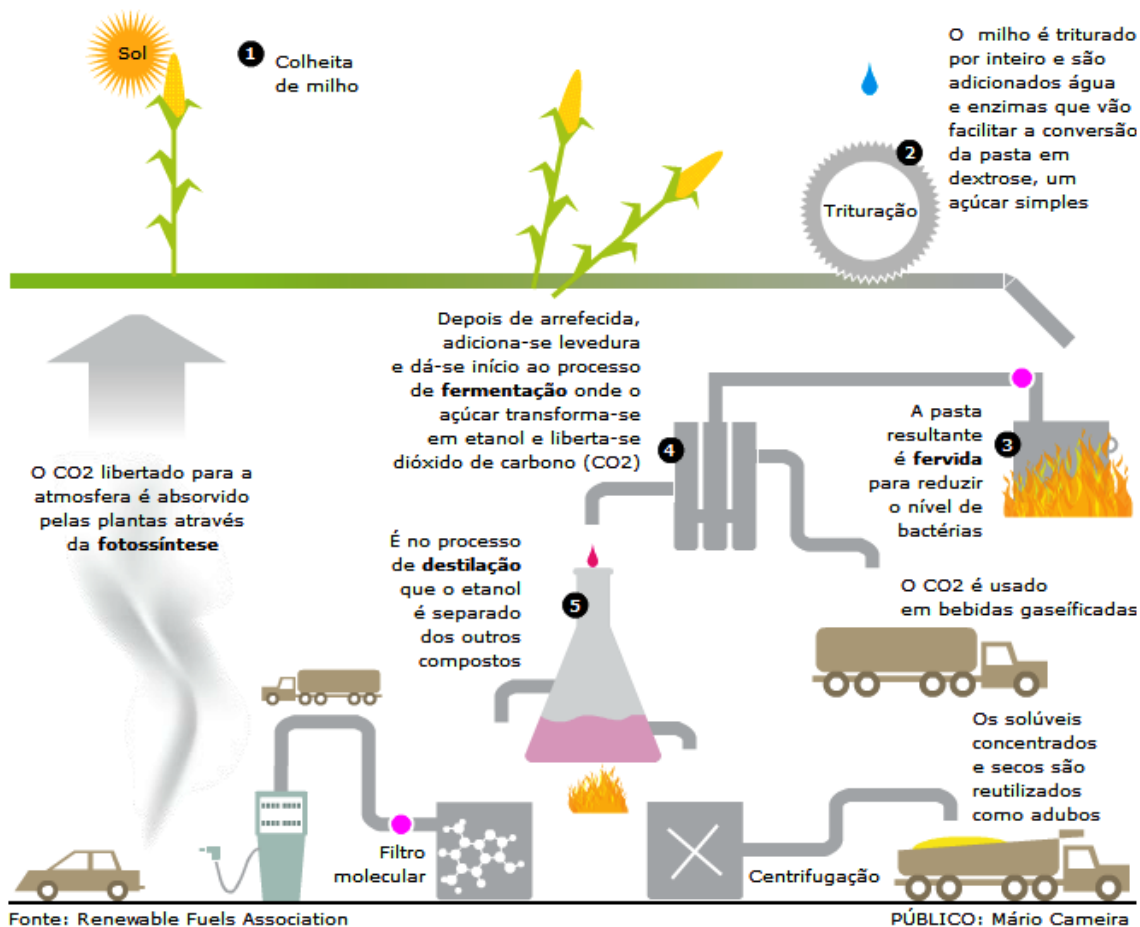 Sol
1 Colheita
de milho
O milho é triturado
por inteiro e são
adicionados água
e enzimas que vão
facilitar a conversão
da pasta em
dextrose, um
açúcar simples
2
Trituração
Depois de arrefecida,
adiciona-se levedura
e dá-se início ao processo
de fermentação onde o
açúcar transforma-se
em etanol e liberta-se
dióxido de carbono (CO2)
4
A pasta
resultante
é fervida
para reduzir
o nível de
bactérias
3
O CO2 libertado para a
atmosfera é absorvido
pelas plantas através
da fotossíntese
É no processo
de destilação
que o etanol
é separado
dos outros
compostos
5
O CO2 é usado
em bebidas gaseíficadas
Os solúveis
concentrados
e secos são
reutilizados
como adubos
Filtro
molecular
Centrifugação
Fonte: Renewable Fuels Association
PÚBLICO: Mário Cameira